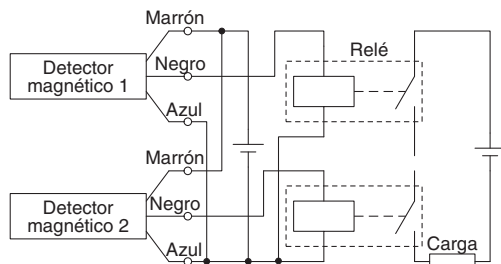 Marrón
Detector
magnético 1
Negro
Azul
Relé
Marrón
Detector
magnético 2
Negro
Azul
Carga